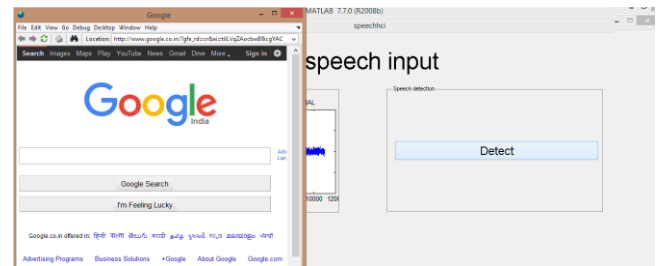 Google
File Edit View Go Debug Desktop Window Help
Location: http://www.google.co.in/?gfe_rd=cr&ei=
Search Images Maps Play YouTube News Gmail Drive More Sign in
Google
India
Google Search
I'm Feeling Lucky
Google.co.in offered in: हिन्दी বাংলা తెలుగు मराठी தமிழ் ગુજરાતી ಕನ್ನಡ മലയാളം ਪੰਜਾਬੀ
Advertising Programs Business Solutions +Google About Google Google.com
MATLAB 7.7.0 (R2008b)
speechhci
speech input
Speech detection
Detect
10000